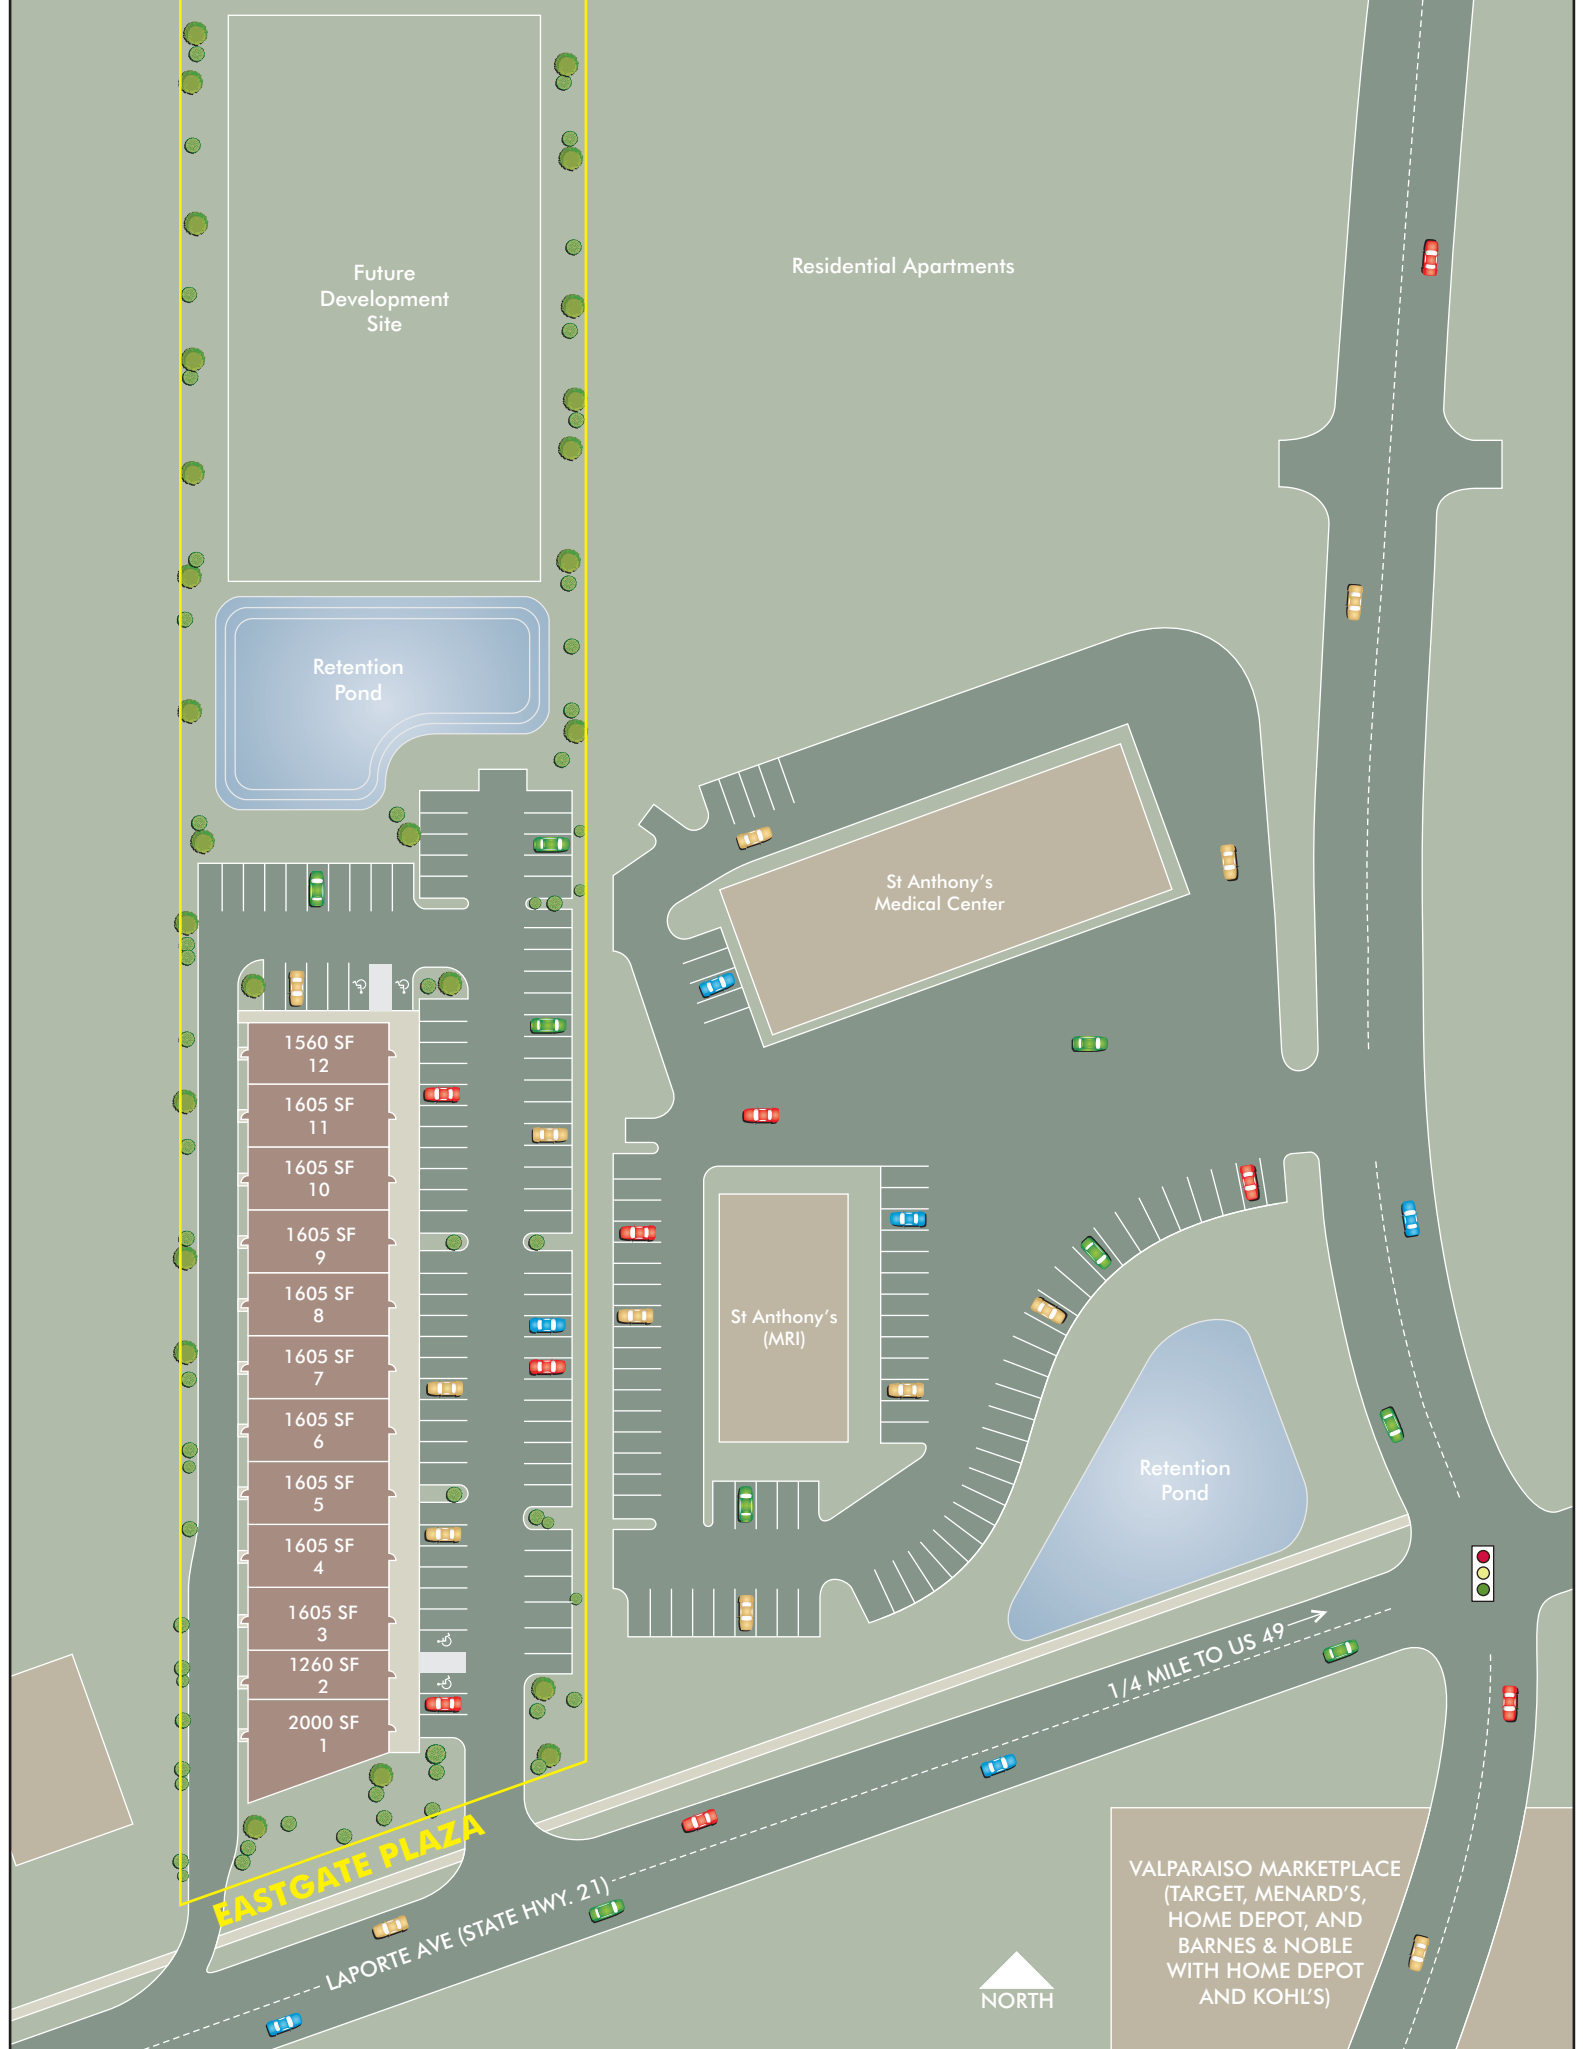 Future
Development
Site
Residential Apartments
Retention
Pond
St Anthony's
Medical Center
1560 SF
12
1605 SF
11
1605 SF
10
1605 SF
9
1605 SF
8
1605 SF
7
1605 SF
6
1605 SF
5
1605 SF
4
1605 SF
3
1260 SF
2
2000 SF
1
St Anthony's
(MRI)
Retention
Pond
1/4 MILE TO US 49
EASTGATE PLAZA
LAPORTE AVE (STATE HWY. 21)
NORTH
VALPARAISO MARKETPLACE
(TARGET, MENARD'S,
HOME DEPOT, AND
BARNES & NOBLE
WITH HOME DEPOT
AND KOHL'S)